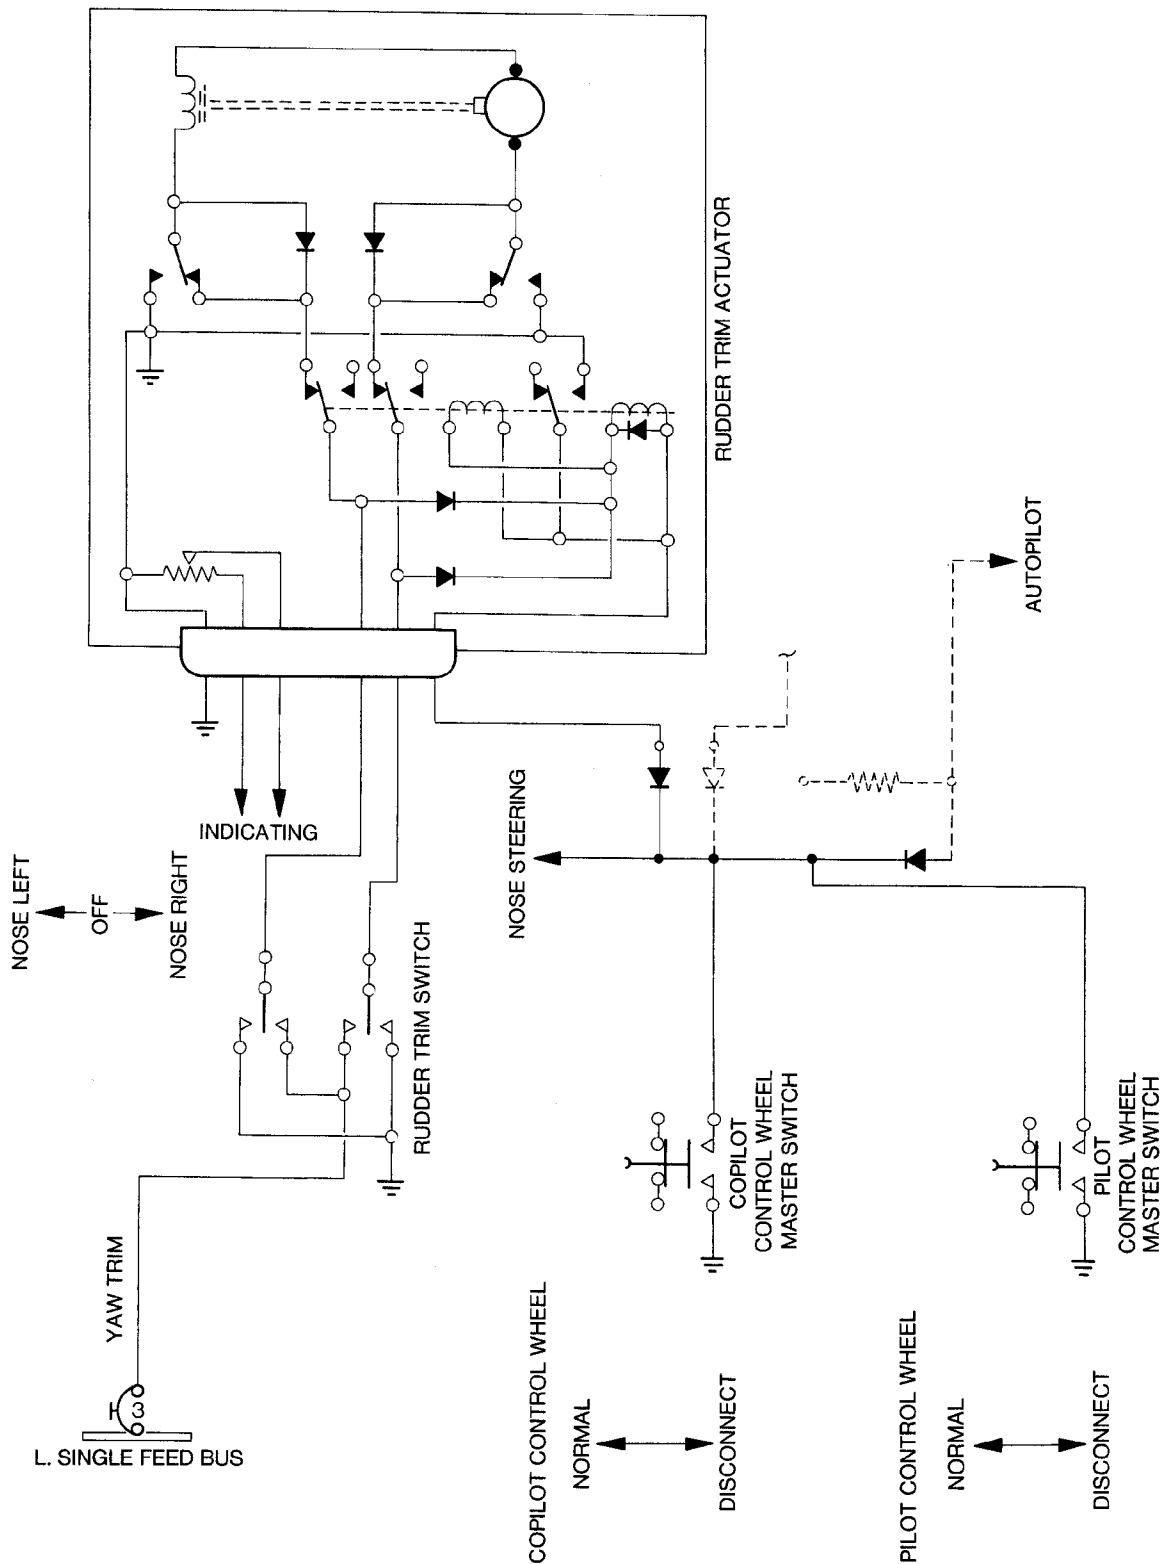 RUDDER TRIM ACTUATOR
AUTOPILOT
INDICATING
NOSE STEERING
NOSE LEFT
OFF
NOSE RIGHT
RUDDER TRIM SWITCH
YAW TRIM
3
L. SINGLE FEED BUS
COPILOT
CONTROL WHEEL
MASTER SWITCH
PILOT
CONTROL WHEEL
MASTER SWITCH
COPILOT CONTROL WHEEL
NORMAL
DISCONNECT
PILOT CONTROL WHEEL
NORMAL
DISCONNECT